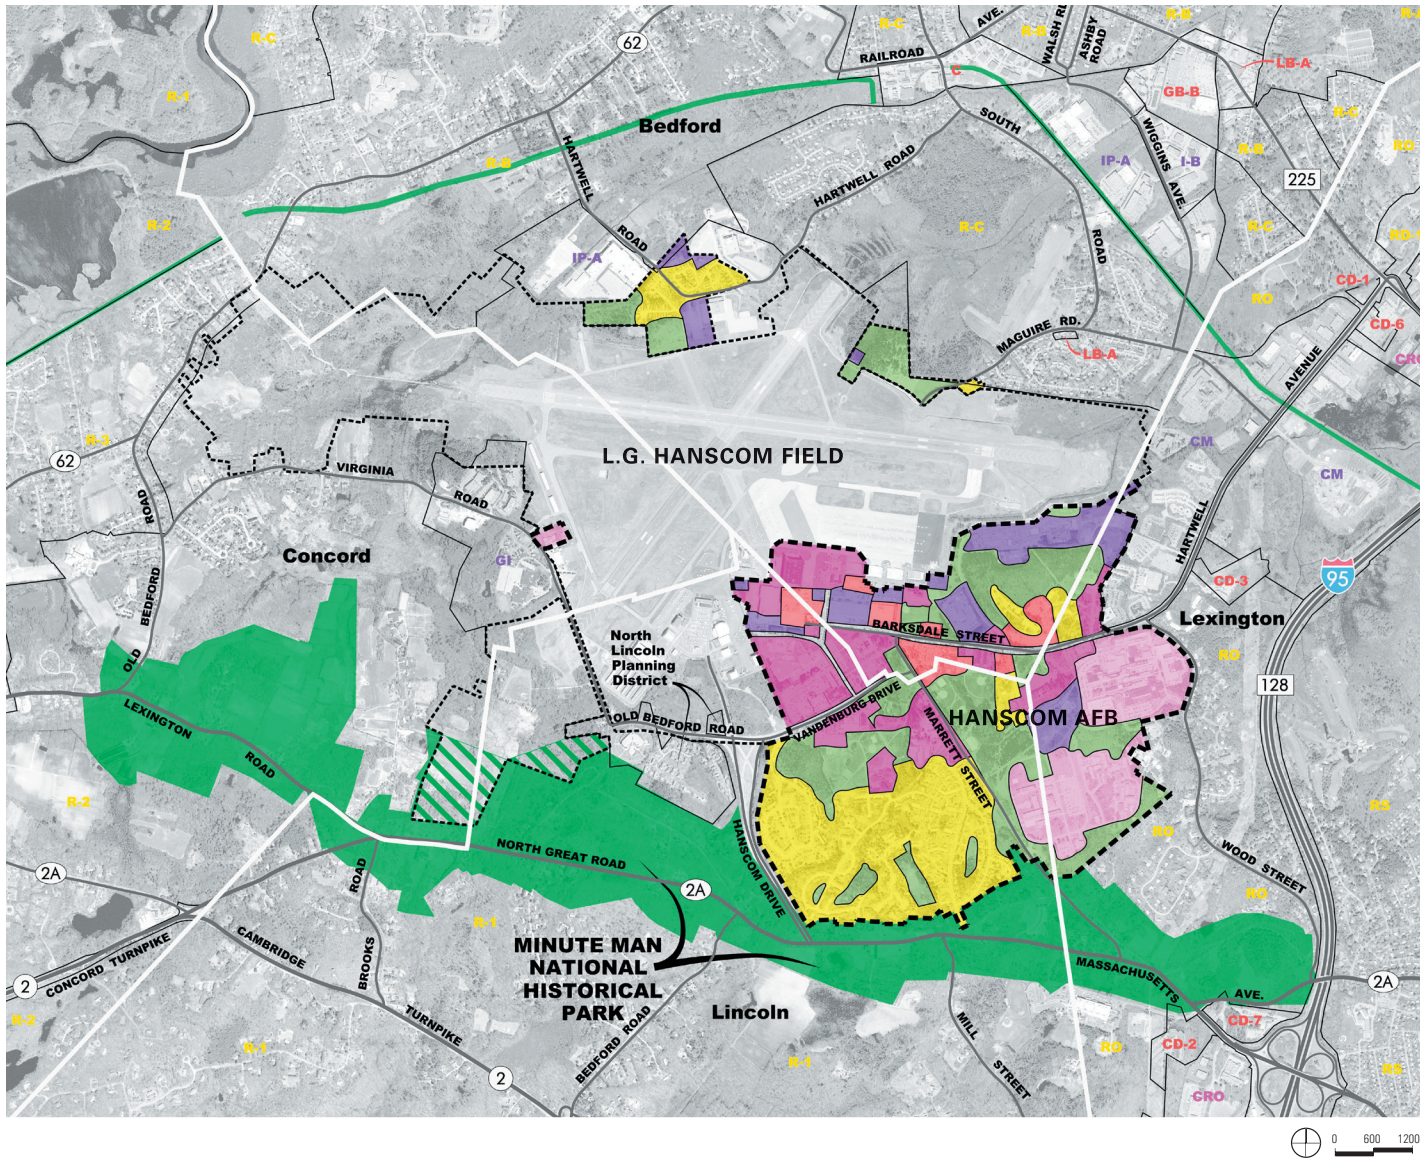 R-C
62
AVE.
R-C
R-B
WALSH RD.
ASHBY
ROAD
R-B
RAILROAD
LB-A
C
GB-B
R-1
Bedford
SOUTH
R-C
HARTWELL
WIGGINS AVE.
R-B
RO
R-B
IP-A
I-B
HARTWELL ROAD
225
R-2
R-C
R-C
ROAD
ROAD
IP-A
CD-1
RO
MAGUIRE RD.
CD-6
LB-A
AVENUE
R-3
CM
62
L.G. HANSCOM FIELD
VIRGINIA
ROAD
CM
ROAD
HARTWELL
Concord
GI
95
CD-3
BEDFORD
Lexington
BARKSDALE STREET
North
Lincoln
Planning
District
OLD
RO
128
LEXINGTON
ROAD
OLD BEDFORD ROAD
VANDENBURG DRIVE
MARRETT STREET
HANSCOM AFB
R-2
RS
RO
HANSCOM DRIVE
NORTH GREAT ROAD
WOOD STREET
2A
ROAD
2A
RO
R-1
BROOKS
MINUTE MAN
NATIONAL
HISTORICAL
PARK
CAMBRIDGE
TURNPIKE
CONCORD TURNPIKE
2
MASSACHUSETTS
AVE.
2A
Lincoln
R-2
BEDFORD ROAD
MILL
STREET
CD-7
R-1
R-1
RO
CD-2
RS
2
CRO
0 600 1200